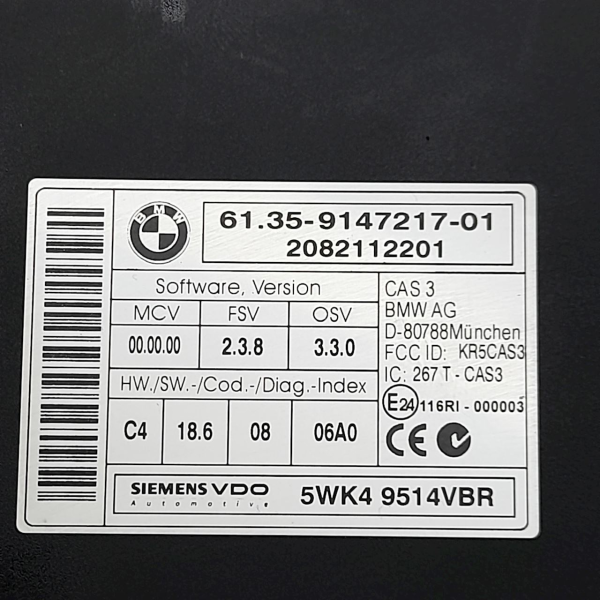 BMW
61.35-9147217-01
2082112201
Software, Version
MCV FSV OSV
00.00.00 2.3.8 3.3.0
HW./SW.-/Cod.-/Diag.-Index
C4 18.6 08 06A0
CAS 3
BMW AG
D-80788München
FCC ID: KR5CAS3
IC: 267 T - CAS3
E24 116RI - 000003
CE
SIEMENS VDO
Automotive
5WK4 9514VBR